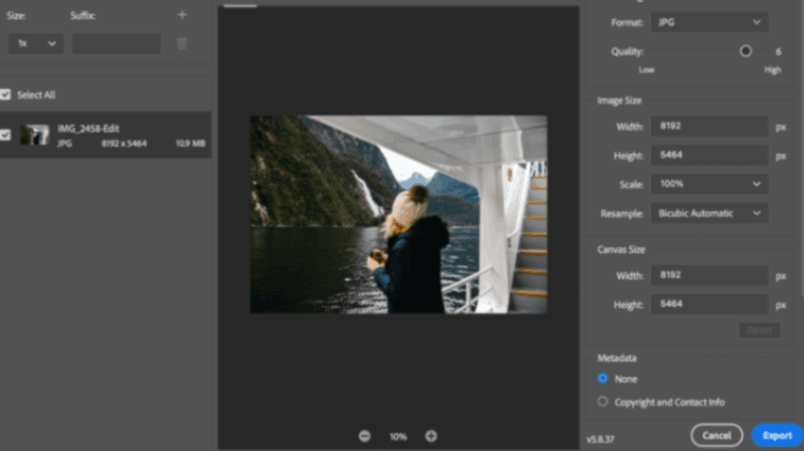 Size: Suffix: +
1x
Select All
IMG_2458-Edit
JPG 8192 x 5464 10.9 MB
10%
Format: JPG
Quality: 6
Low High
Image Size
Width: 8192 px
Height: 5464 px
Scale: 100%
Resample: Bicubic Automatic
Canvas Size
Width: 8192 px
Height: 5464 px
Reset
Metadata
None
Copyright and Contact Info
v5.8.37
Cancel Export